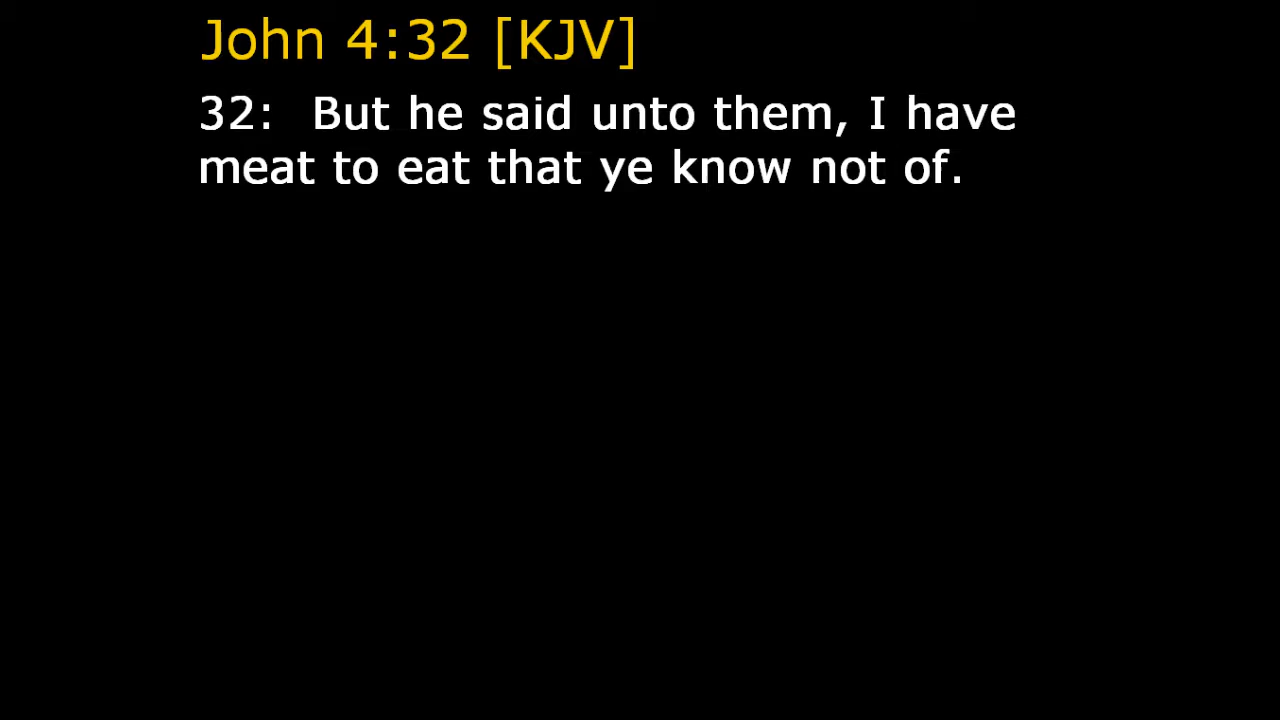 John 4:32 [KJV]
32:  But he said unto them, I have
meat to eat that ye know not of.